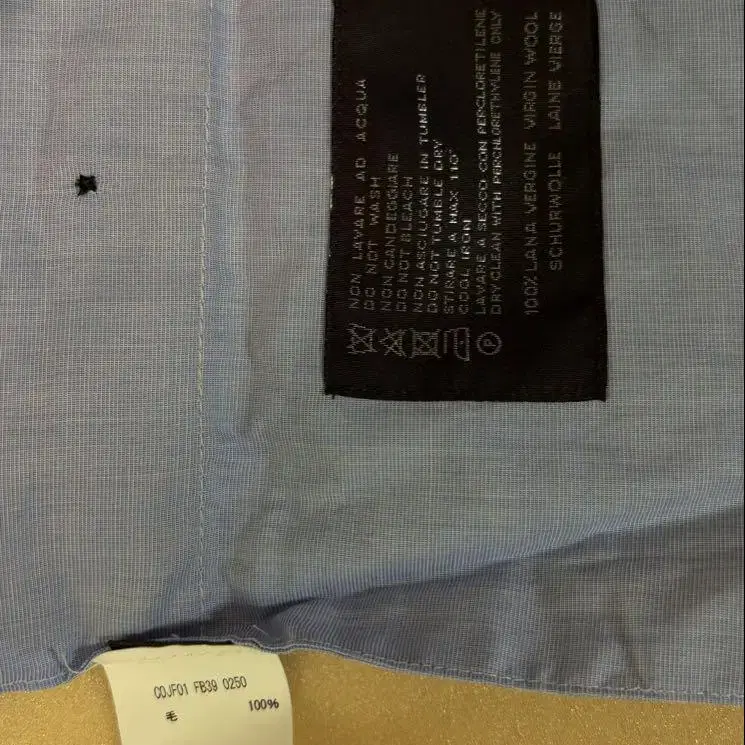 NON LAVARE AD ACQUA
DO NOT WASH
NON CANDEGGIARE
DO NOT BLEACH
NON ASCIUGARE IN TUMBLER
DO NOT TUMBLE DRY
STIRARE A MAX 110°
COOL IRON
LAVARE A SECCO CON PERCLORETILENE
DRYCLEAN WITH PERCHLORETHYLENE ONLY
P
100% LANA VERGINE VIRGIN WOOL
SCHURWOLLE LAINE VIERGE
COJF01 FB39 0250
毛 100%